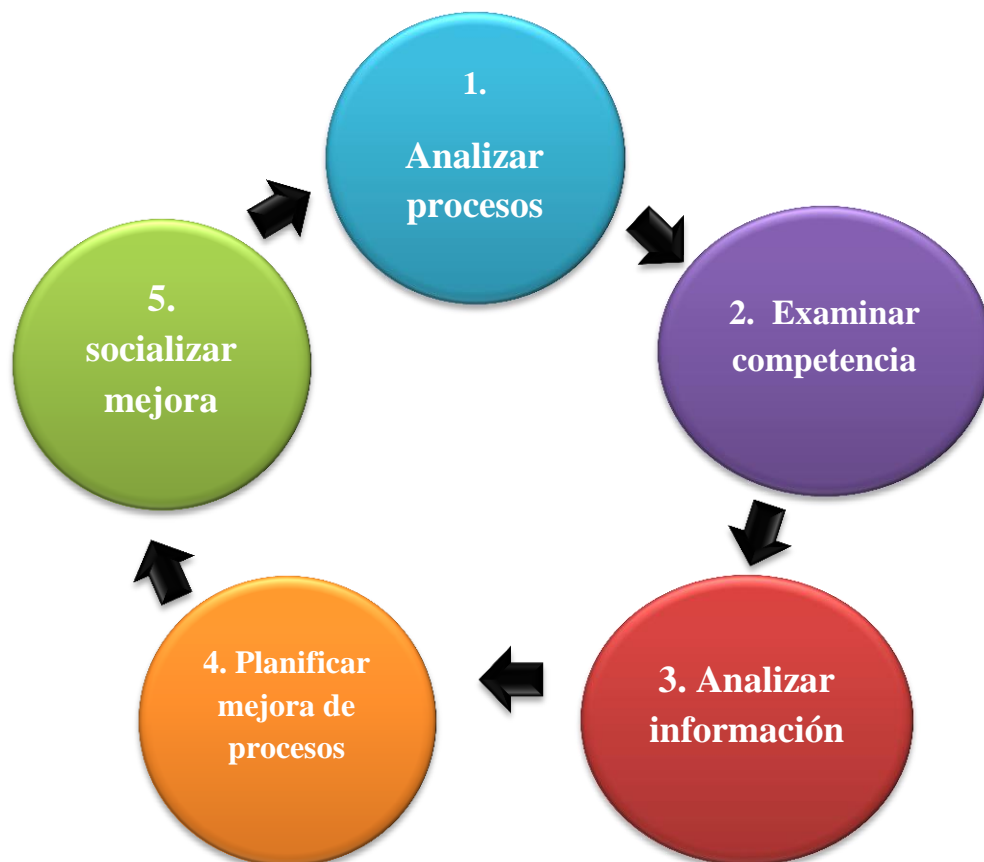 1.
Analizar
procesos
2. Examinar
competencia
3. Analizar
información
4. Planificar
mejora de
procesos
5.
socializar
mejora